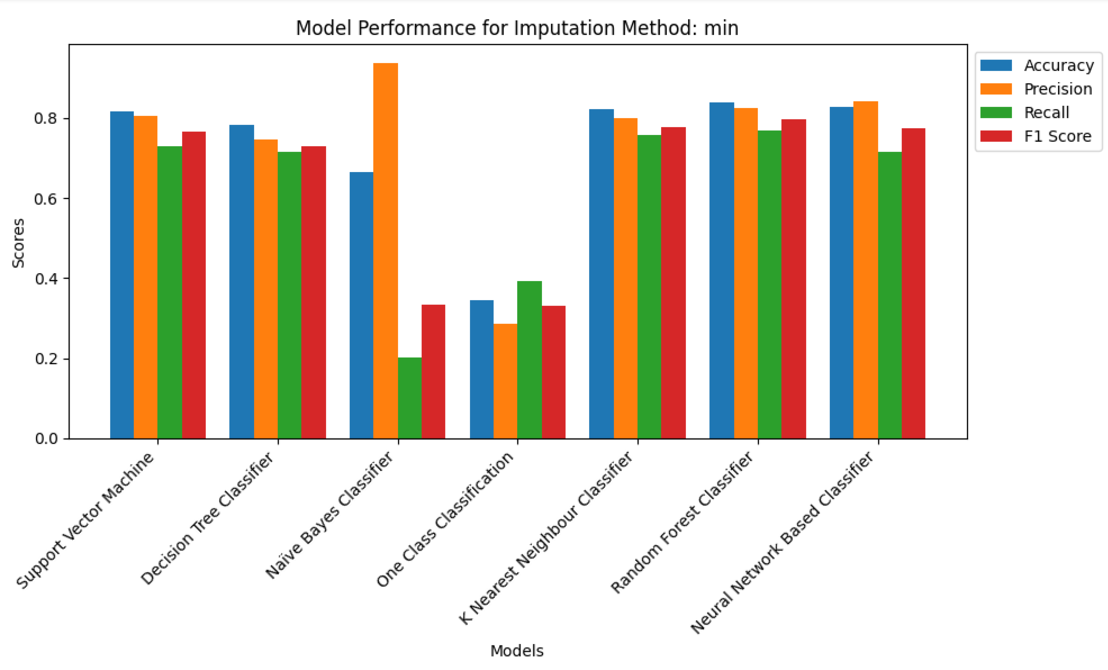 Model Performance for Imputation Method: min
Accuracy
Precision
Recall
F1 Score
Scores
0.8
0.6
0.4
0.2
0.0
Support Vector Machine
Decision Tree Classifier
Naïve Bayes Classifier
One Class Classification
K Nearest Neighbour Classifier
Random Forest Classifier
Neural Network Based Classifier
Models